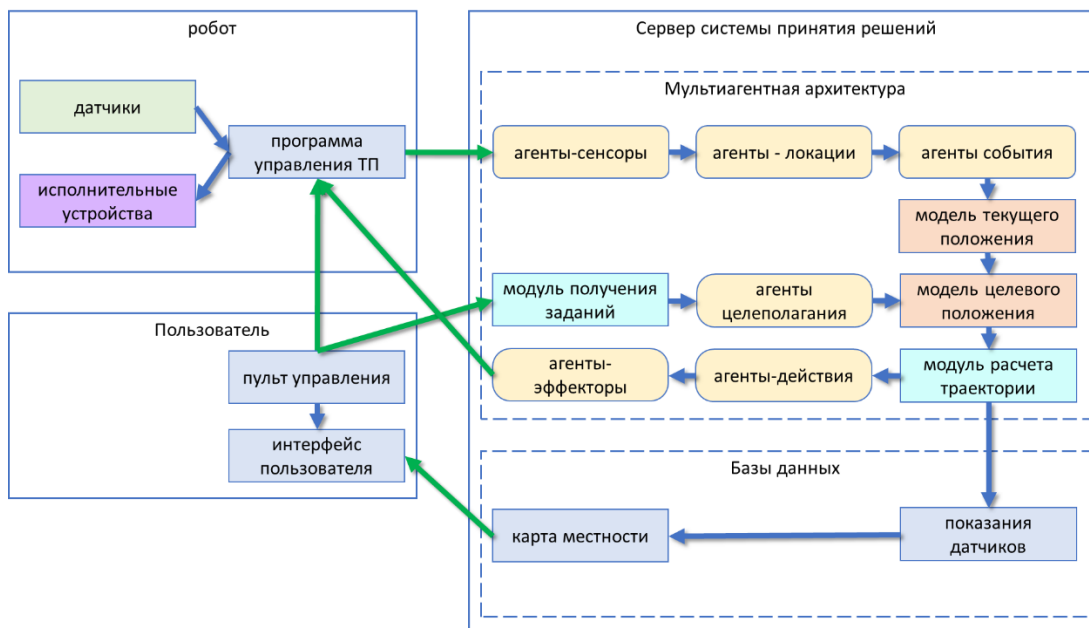 робот
датчики
программа
управления ТП
исполнительные
устройства
Пользователь
пульт управления
интерфейс
пользователя
Сервер системы принятия решений
Мультиагентная архитектура
агенты-сенсоры
агенты - локации
агенты события
модель текущего
положения
модуль получения
заданий
агенты
целеполагания
модель целевого
положения
агенты-
эффекторы
агенты-действия
модуль расчета
траектории
Базы данных
карта местности
показания
датчиков